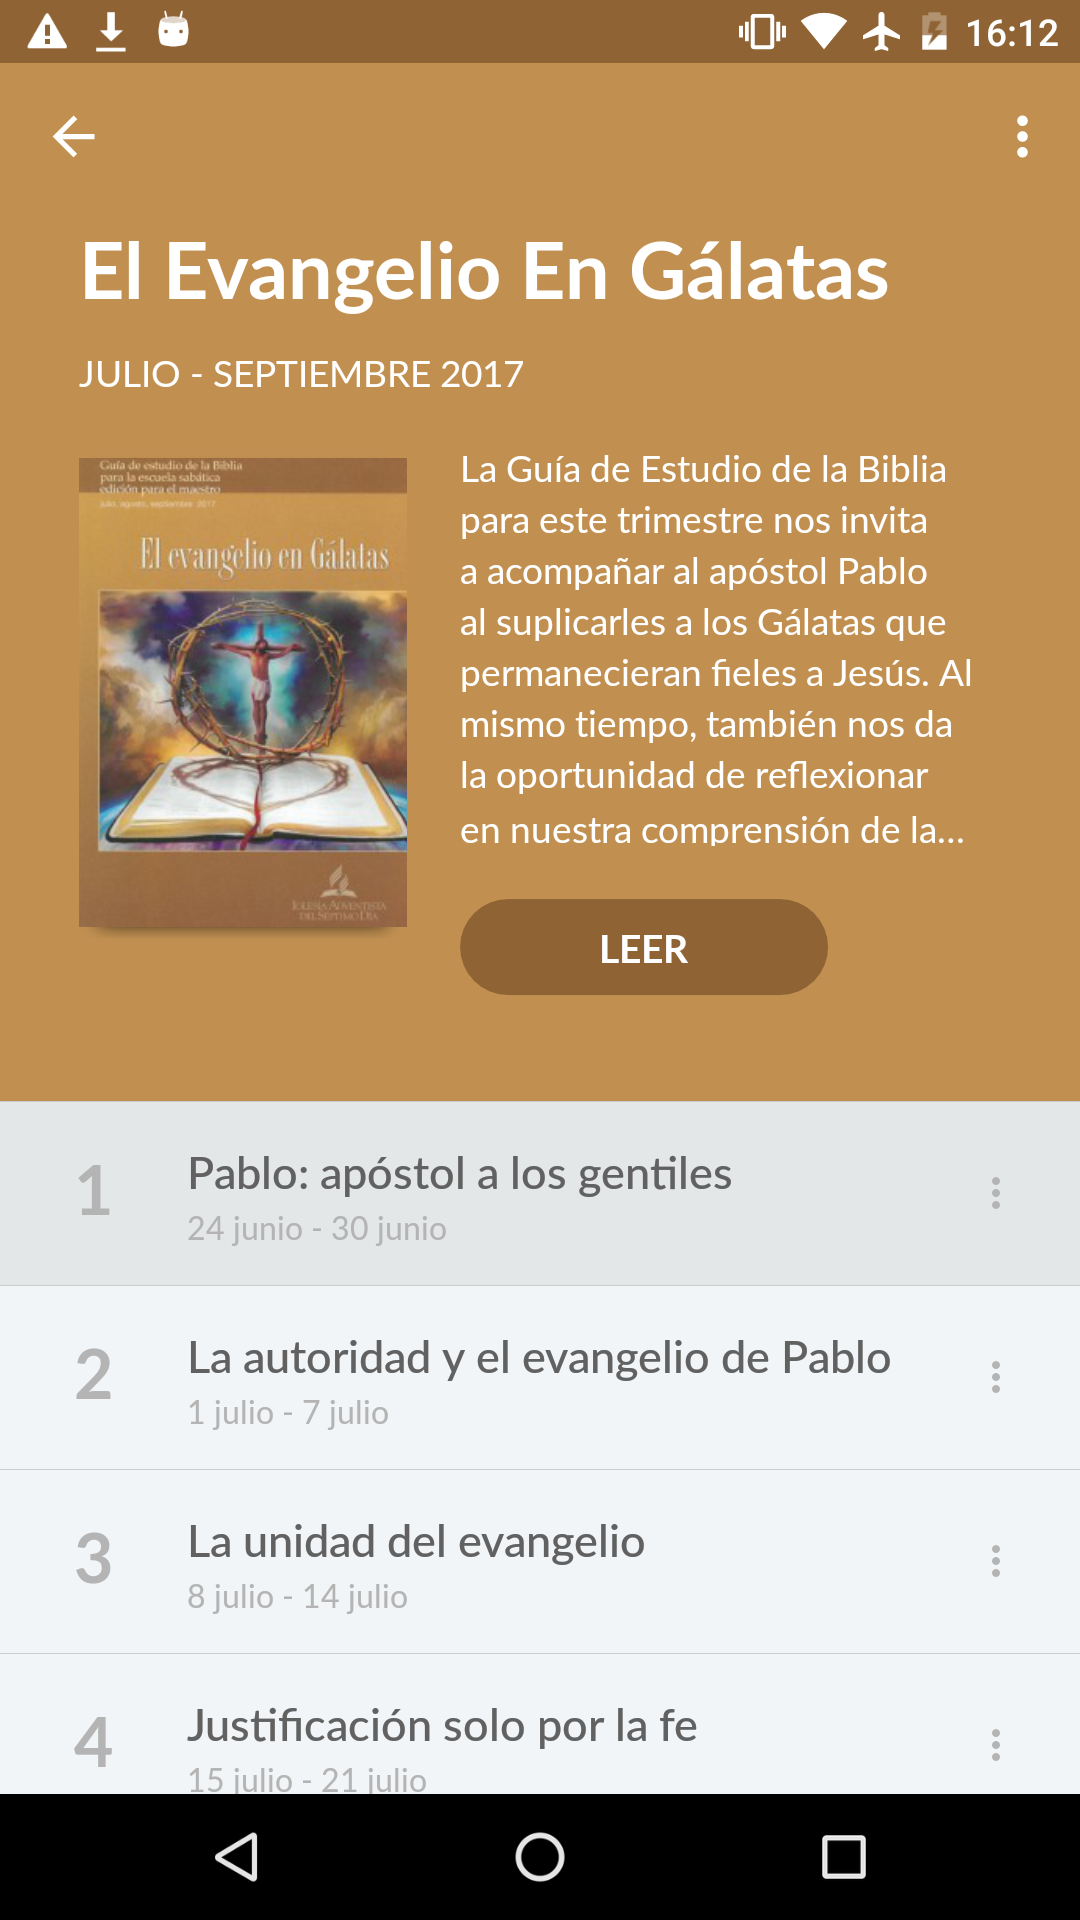 16:12
El Evangelio En Gálatas
JULIO - SEPTIEMBRE 2017
Guía de estudio de la Biblia
para la escuela sabática
edición para el maestro
julio, agosto, septiembre 2017
El evangelio en Gálatas
IGLESIA ADVENTISTA
DEL SÉPTIMO DÍA
La Guía de Estudio de la Biblia
para este trimestre nos invita
a acompañar al apóstol Pablo
al suplicarles a los Gálatas que
permanecieran fieles a Jesús. Al
mismo tiempo, también nos da
la oportunidad de reflexionar
en nuestra comprensión de la...
LEER
1
Pablo: apóstol a los gentiles
24 junio - 30 junio
2
La autoridad y el evangelio de Pablo
1 julio - 7 julio
3
La unidad del evangelio
8 julio - 14 julio
4
Justificación solo por la fe
15 julio - 21 julio